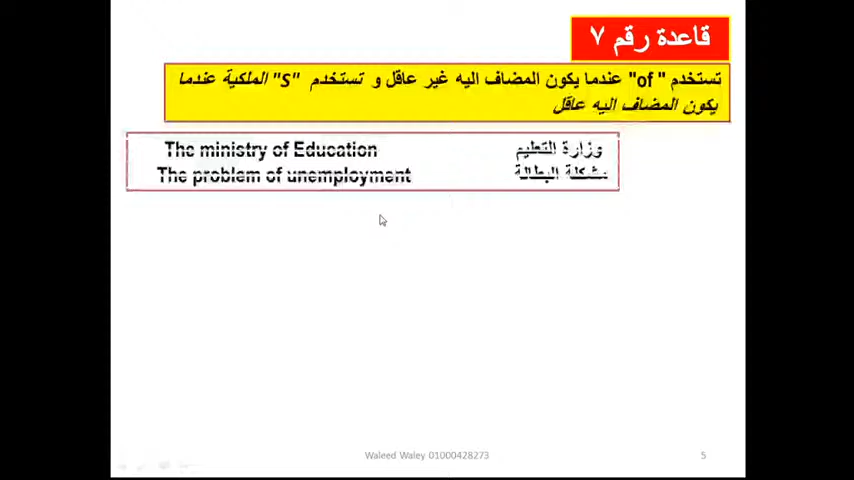 قاعدة رقم ٧
تستخدم " of" عندما يكون المضاف اليه غير عاقل و تستخدم "S" الملكية عندما
يكون المضاف اليه عاقل
The ministry of Education وزارة التعليم
The problem of unemployment مشكلة البطالة
Waleed Waley 01000428273 5